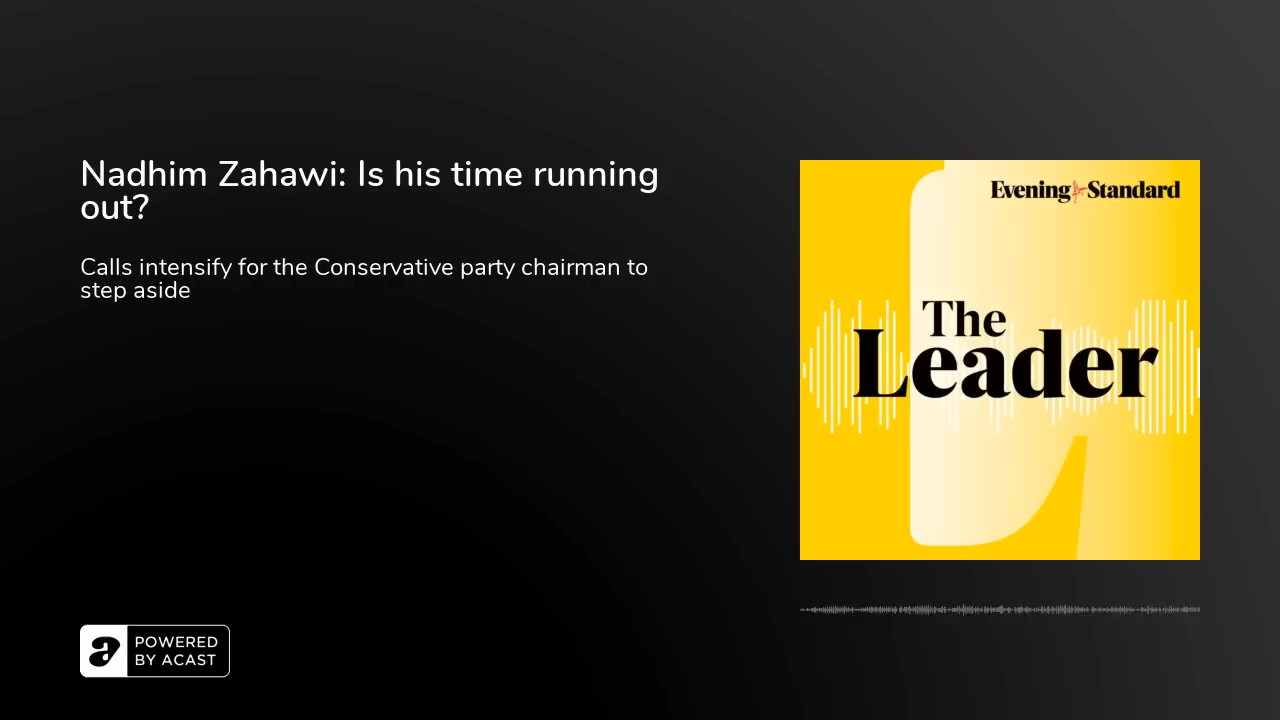 Nadhim Zahawi: Is his time running
out?
Calls intensify for the Conservative party chairman to
step aside
Evening Standard
The
Leader
POWERED
BY ACAST